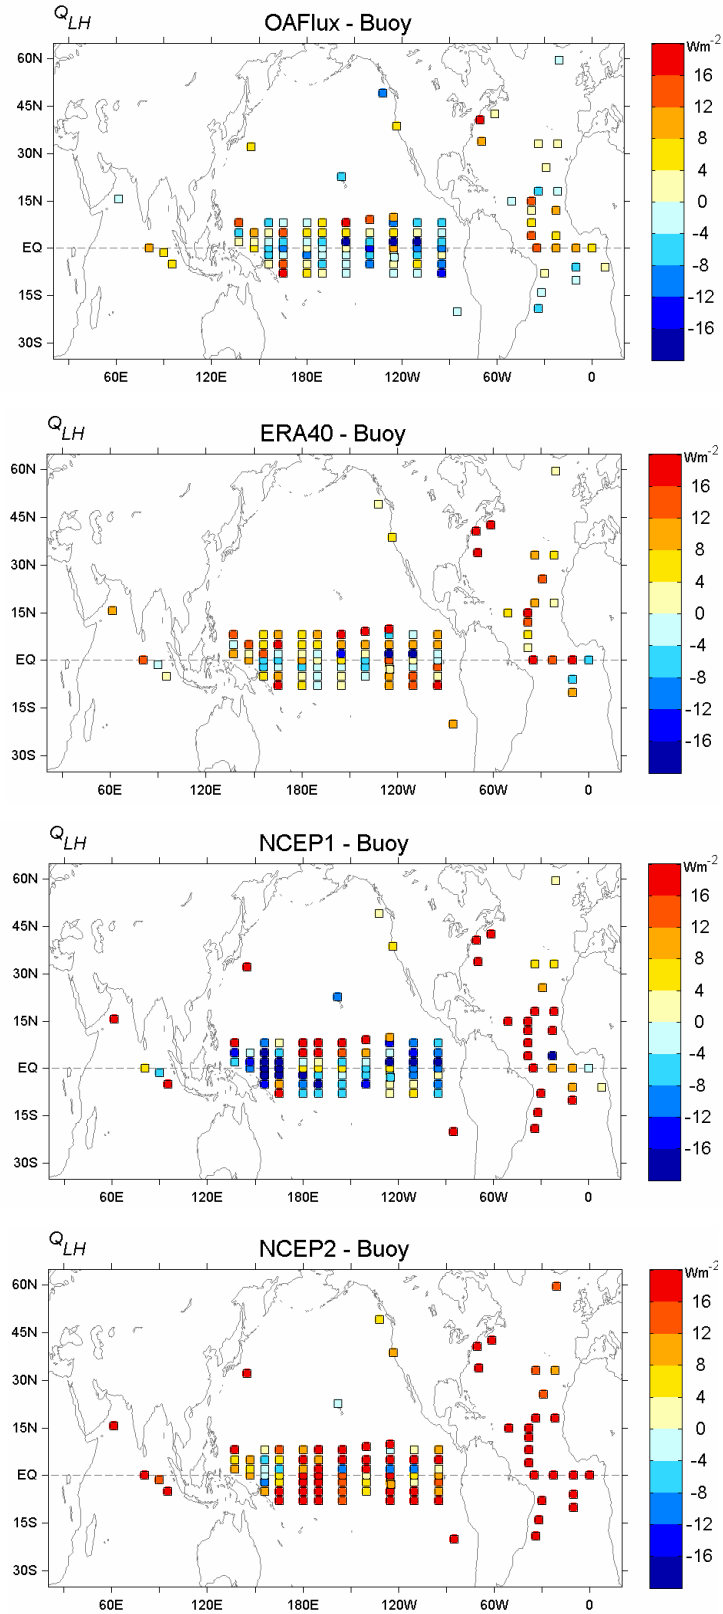 Q_LH
OAFlux - Buoy
Wm-2
60N
45N
30N
15N
EQ
15S
30S
60E 120E 180E 120W 60W 0
16
12
8
4
0
-4
-8
-12
-16
Q_LH
ERA40 - Buoy
Wm-2
60N
45N
30N
15N
EQ
15S
30S
60E 120E 180E 120W 60W 0
16
12
8
4
0
-4
-8
-12
-16
Q_LH
NCEP1 - Buoy
Wm-2
60N
45N
30N
15N
EQ
15S
30S
60E 120E 180E 120W 60W 0
16
12
8
4
0
-4
-8
-12
-16
Q_LH
NCEP2 - Buoy
Wm-2
60N
45N
30N
15N
EQ
15S
30S
60E 120E 180E 120W 60W 0
16
12
8
4
0
-4
-8
-12
-16